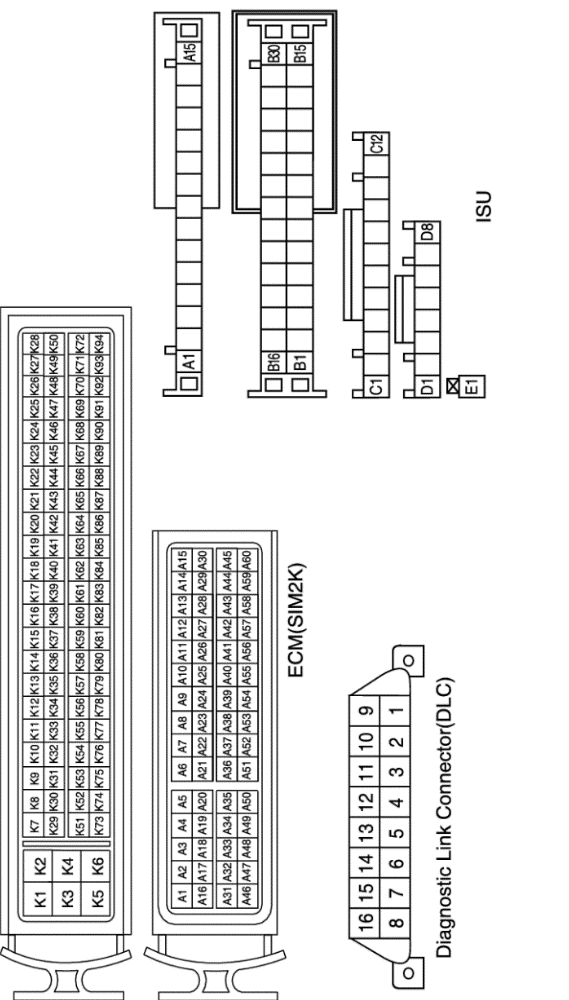 K1 K2 K7 K8 K9 K10 K11 K12 K13 K14 K15 K16 K17 K18 K19 K20 K21 K22 K23 K24 K25 K26 K27 K28
K29 K30 K31 K32 K33 K34 K35 K36 K37 K38 K39 K40 K41 K42 K43 K44 K45 K46 K47 K48 K49 K50
K3 K4 K51 K52 K53 K54 K55 K56 K57 K58 K59 K60 K61 K62 K63 K64 K65 K66 K67 K68 K69 K70 K71 K72
K5 K6 K73 K74 K75 K76 K77 K78 K79 K80 K81 K82 K83 K84 K85 K86 K87 K88 K89 K90 K91 K92 K93 K94
A1 A2 A3 A4 A5 A6 A7 A8 A9 A10 A11 A12 A13 A14 A15
A16 A17 A18 A19 A20 A21 A22 A23 A24 A25 A26 A27 A28 A29 A30
A31 A32 A33 A34 A35 A36 A37 A38 A39 A40 A41 A42 A43 A44 A45
A46 A47 A48 A49 A50 A51 A52 A53 A54 A55 A56 A57 A58 A59 A60
ECM(SIM2K)
A1 A15
B16 B30
B1 B15
C1 C12
D1 D8
E1
ISU
16 15 14 13 12 11 10 9
8 7 6 5 4 3 2 1
Diagnostic Link Connector(DLC)